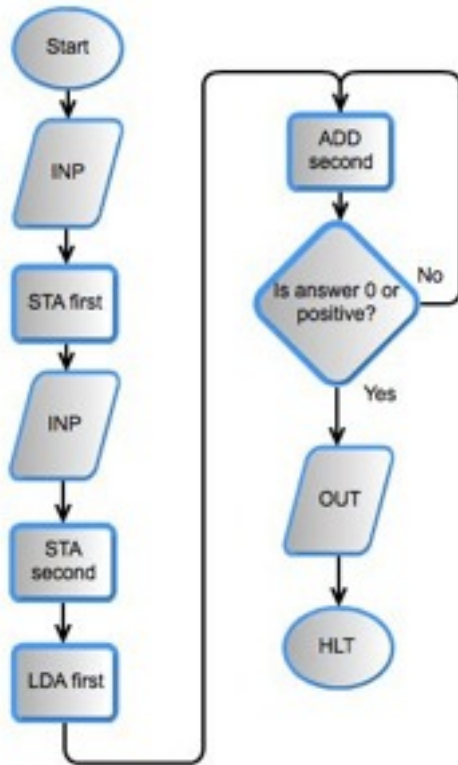 Start
INP
STA first
INP
STA
second
LDA first
ADD
second
Is answer 0 or
positive?
No
Yes
OUT
HLT